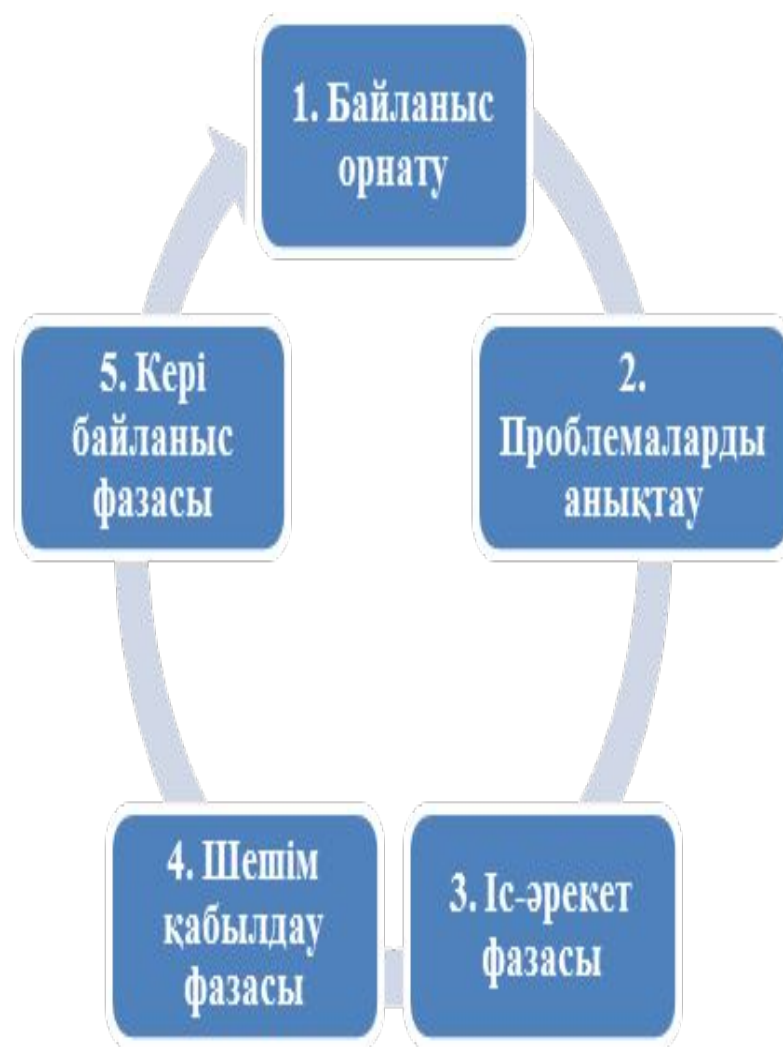 1. Байланыс
орнату
2.
Проблемаларды
анықтау
3. Іс-әрекет
фазасы
4. Шешім
қабылдау
фазасы
5. Кері
байланыс
фазасы